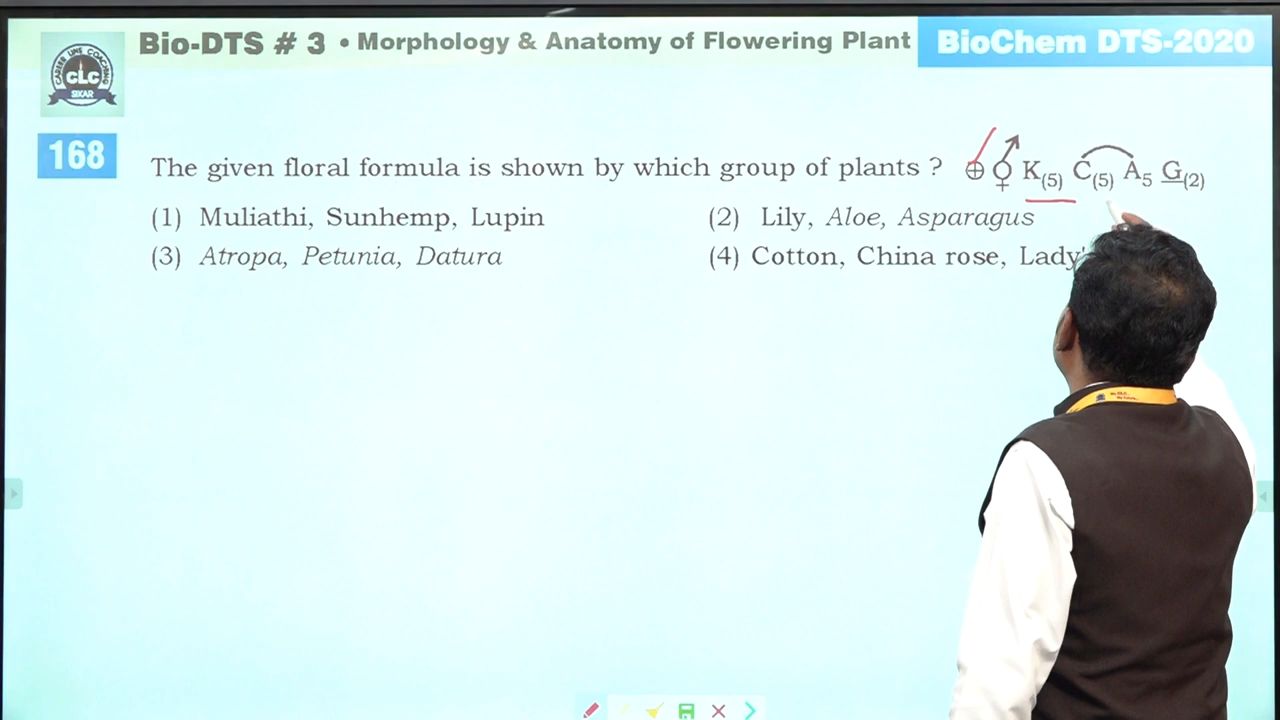 Bio-DTS # 3 • Morphology & Anatomy of Flowering Plant
BioChem DTS-2020
CAREER LINE COACHING
CLC
SIKAR
168
The given floral formula is shown by which group of plants ? ⊕ ⚥ K(5) C(5) A5 G(2)
(1) Muliathi, Sunhemp, Lupin
(2) Lily, Aloe, Asparagus
(3) Atropa, Petunia, Datura
(4) Cotton, China rose, Lady'